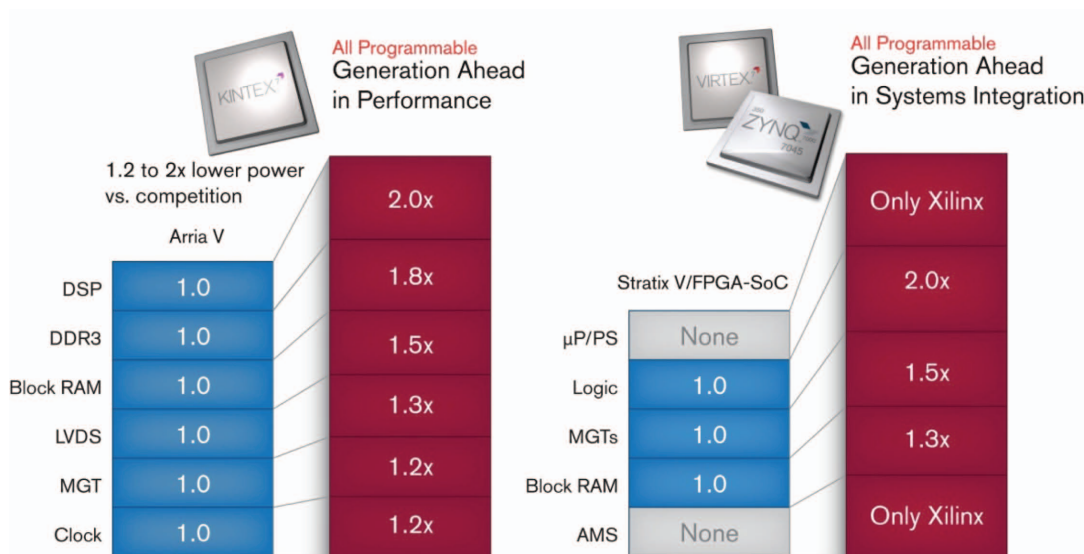 All Programmable
Generation Ahead
in Performance
KINTEX
1.2 to 2x lower power
vs. competition
Arria V
DSP 1.0 2.0x
DDR3 1.0 1.8x
Block RAM 1.0 1.5x
LVDS 1.0 1.3x
MGT 1.0 1.2x
Clock 1.0 1.2x
All Programmable
Generation Ahead
in Systems Integration
VIRTEX
ZYNQ
7045
Stratix V/FPGA-SoC
µP/PS None Only Xilinx
Logic 1.0 2.0x
MGTs 1.0 1.5x
Block RAM 1.0 1.3x
AMS None Only Xilinx